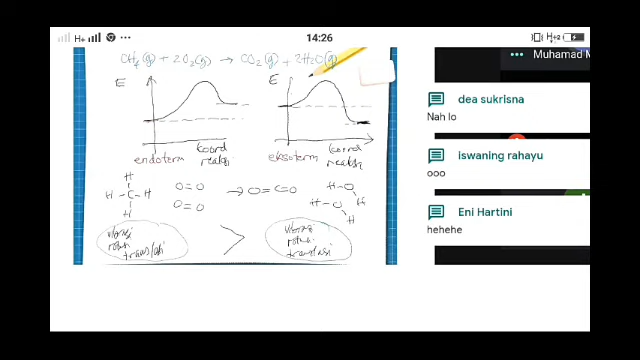 H+
14:26
H+2
CH4(g) + 2O2(g) → CO2(g) + 2H2O(g)
Muhamad M
E
E
dea sukrisna
Nah lo
koord reaksi
koord reaksi
endoterm
eksoterm
iswaning rahayu
ooo
H
H-C-H
H
O=O
O=O
→ O=C=O
H-O
H
H-O
H
Eni Hartini
hehehe
vibrasi
rotasi
translasi
>
vibrasi
rotasi
translasi